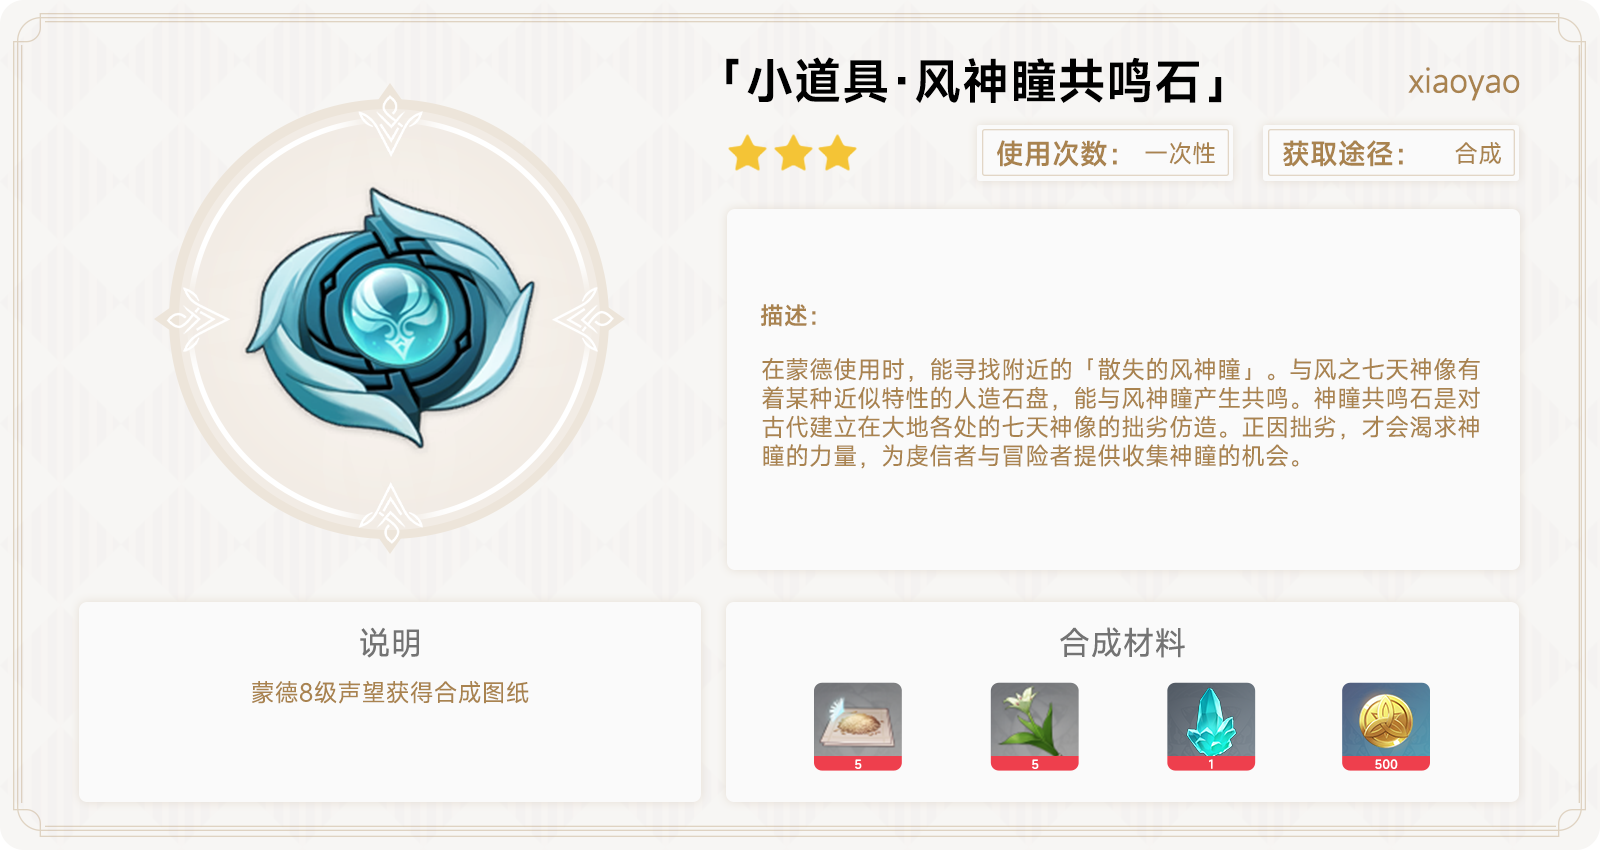 「小道具·风神瞳共鸣石」
xiaoyao
使用次数： 一次性
获取途径： 合成
描述：
在蒙德使用时，能寻找附近的「散失的风神瞳」。与风之七天神像有
着某种近似特性的人造石盘，能与风神瞳产生共鸣。神瞳共鸣石是对
古代建立在大地各处的七天神像的拙劣仿造。正因拙劣，才会渴求神
瞳的力量，为虔信者与冒险者提供收集神瞳的机会。
说明
蒙德8级声望获得合成图纸
合成材料
5
5
1
500